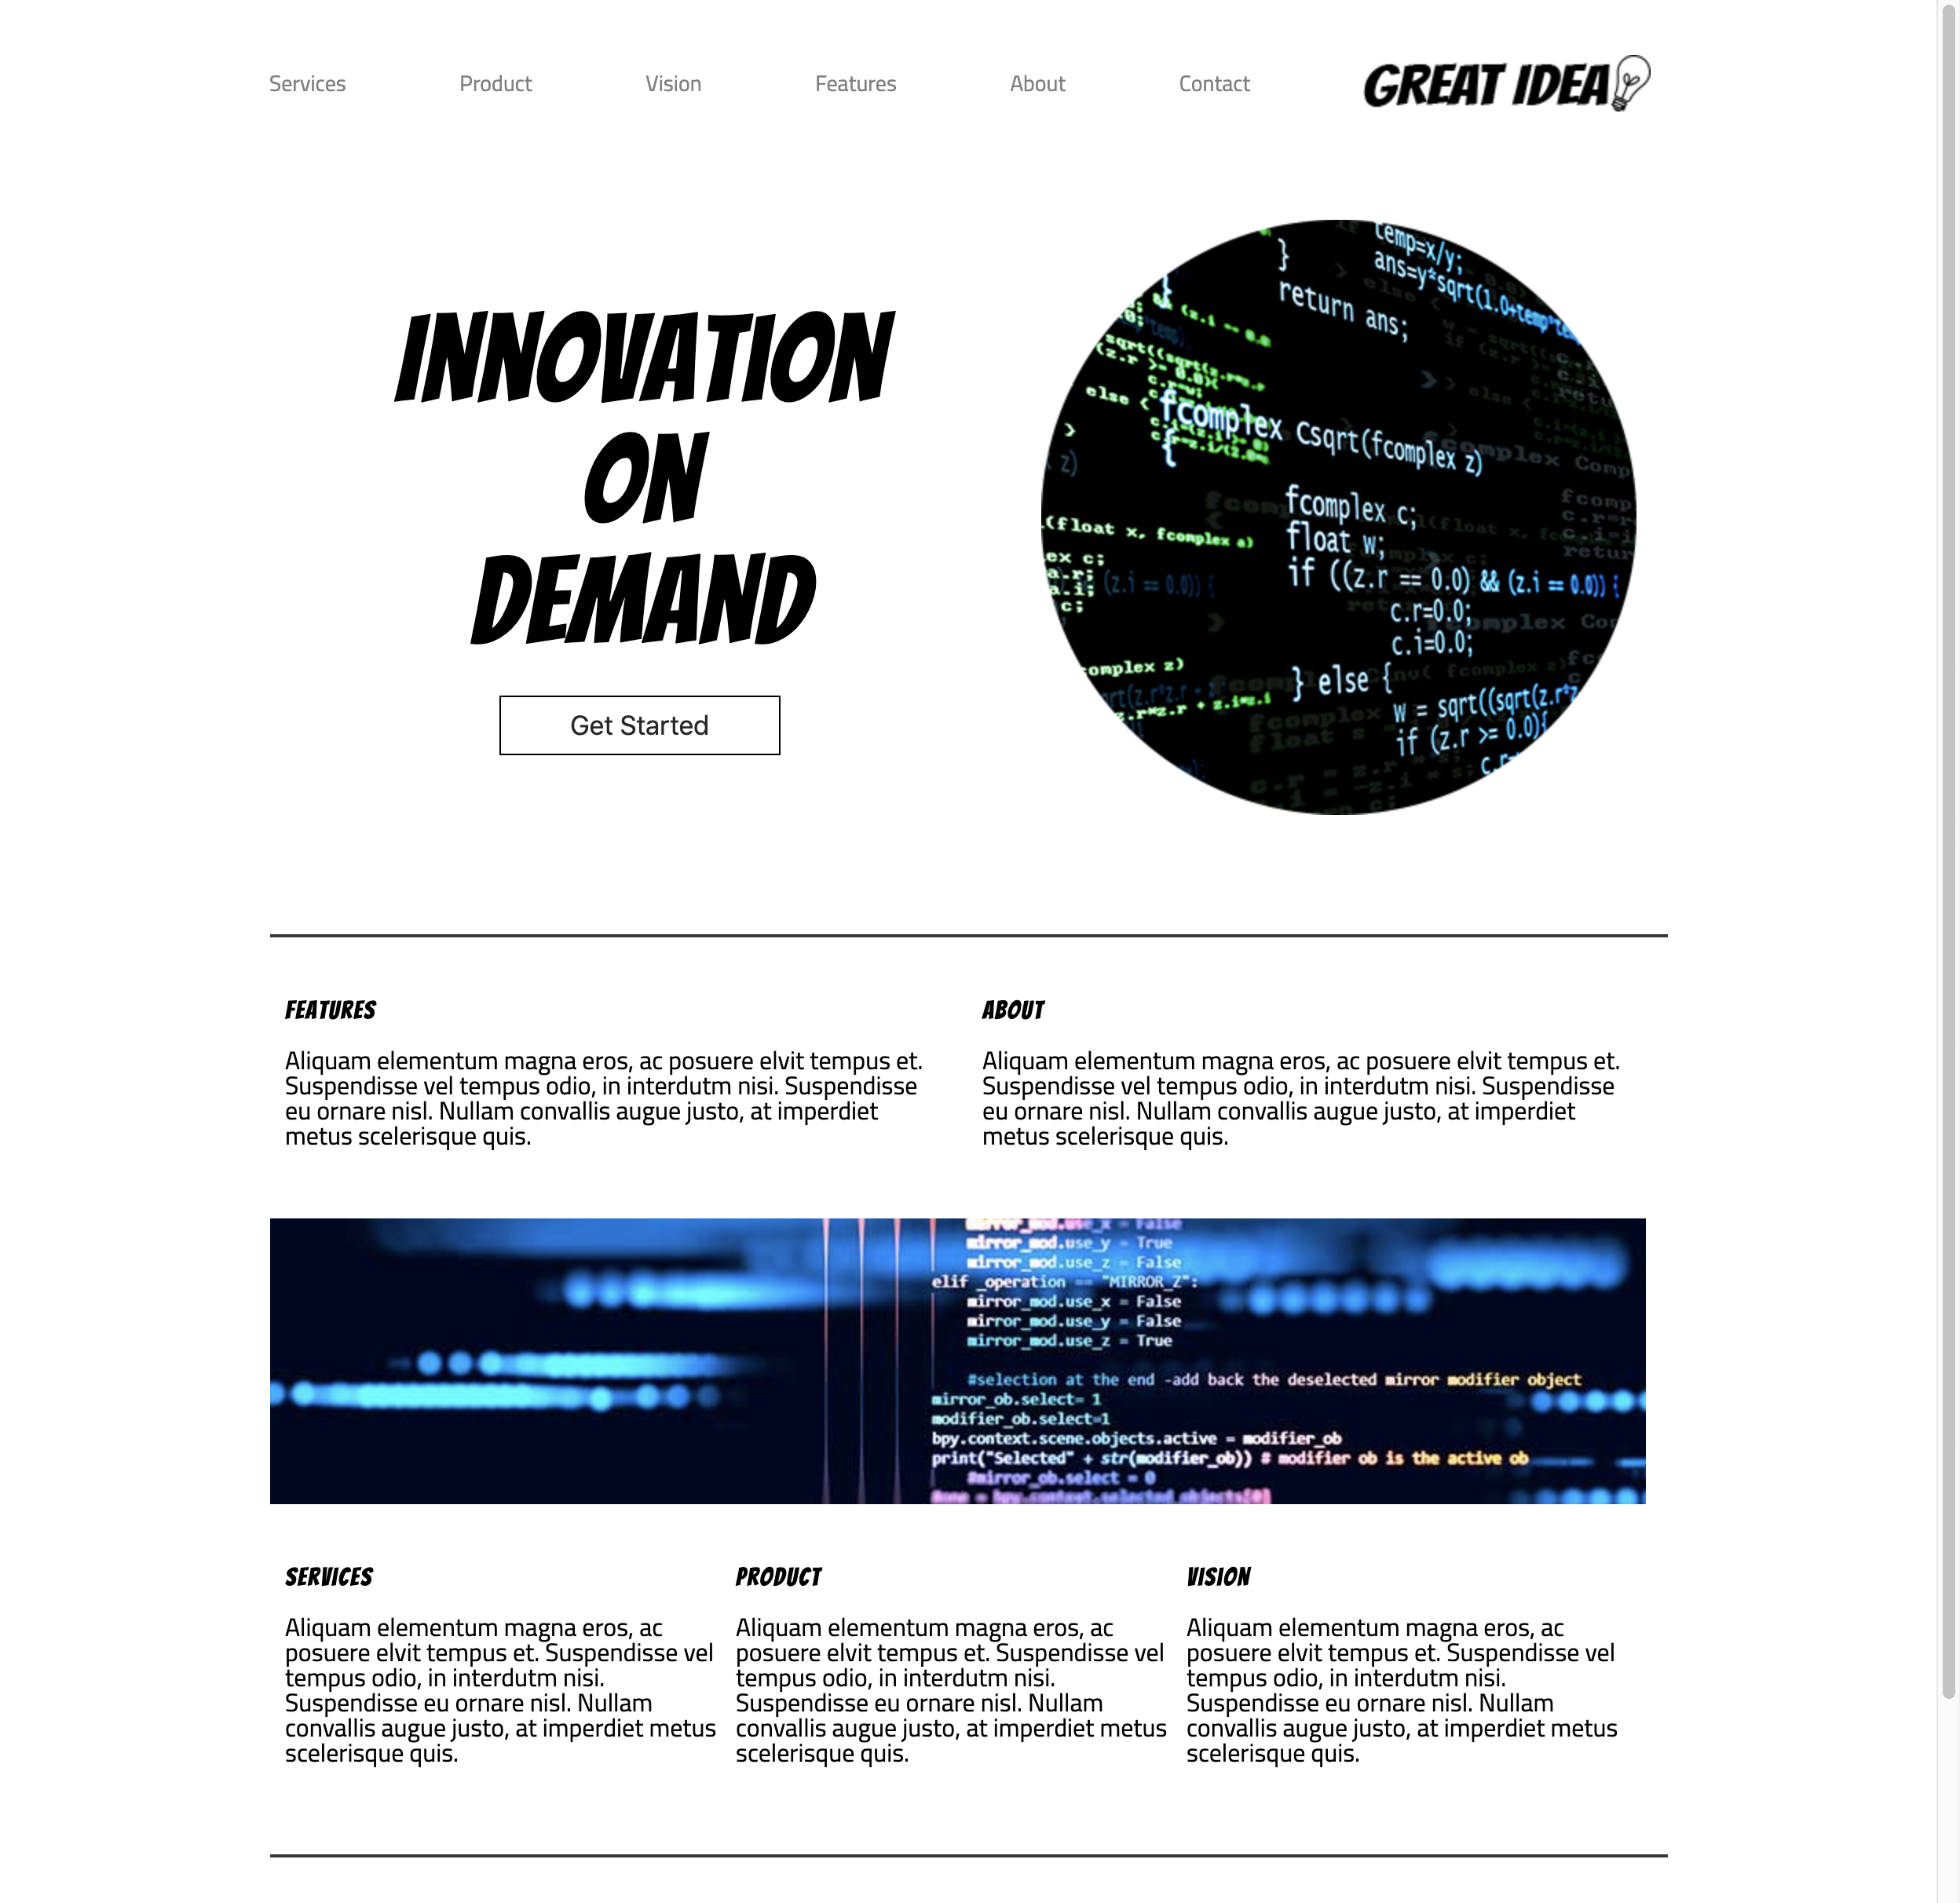 Services Product Vision Features About Contact GREAT IDEA
INNOVATION
ON
DEMAND
Get Started
temp=x/y;
}
return ans;
else {
fcomplex Csqrt(fcomplex z)
{
fcomplex c;
float w;
if ((z.r == 0.0) && (z.i == 0.0)) {
c.r=0.0;
c.i=0.0;
} else {
if (z.r >= 0.0){
FEATURES
Aliquam elementum magna eros, ac posuere elvit tempus et.
Suspendisse vel tempus odio, in interdutm nisi. Suspendisse
eu ornare nisl. Nullam convallis augue justo, at imperdiet
metus scelerisque quis.
ABOUT
Aliquam elementum magna eros, ac posuere elvit tempus et.
Suspendisse vel tempus odio, in interdutm nisi. Suspendisse
eu ornare nisl. Nullam convallis augue justo, at imperdiet
metus scelerisque quis.
mirror_mod.use_x = False
mirror_mod.use_y = True
mirror_mod.use_z = False
elif _operation == "MIRROR_Z":
mirror_mod.use_x = False
mirror_mod.use_y = False
mirror_mod.use_z = True
#selection at the end -add back the deselected mirror modifier object
mirror_ob.select= 1
modifier_ob.select=1
bpy.context.scene.objects.active = modifier_ob
print("Selected" + str(modifier_ob)) # modifier ob is the active ob
#mirror_ob.select = 0
SERVICES
Aliquam elementum magna eros, ac
posuere elvit tempus et. Suspendisse vel
tempus odio, in interdutm nisi.
Suspendisse eu ornare nisl. Nullam
convallis augue justo, at imperdiet metus
scelerisque quis.
PRODUCT
Aliquam elementum magna eros, ac
posuere elvit tempus et. Suspendisse vel
tempus odio, in interdutm nisi.
Suspendisse eu ornare nisl. Nullam
convallis augue justo, at imperdiet metus
scelerisque quis.
VISION
Aliquam elementum magna eros, ac
posuere elvit tempus et. Suspendisse vel
tempus odio, in interdutm nisi.
Suspendisse eu ornare nisl. Nullam
convallis augue justo, at imperdiet metus
scelerisque quis.